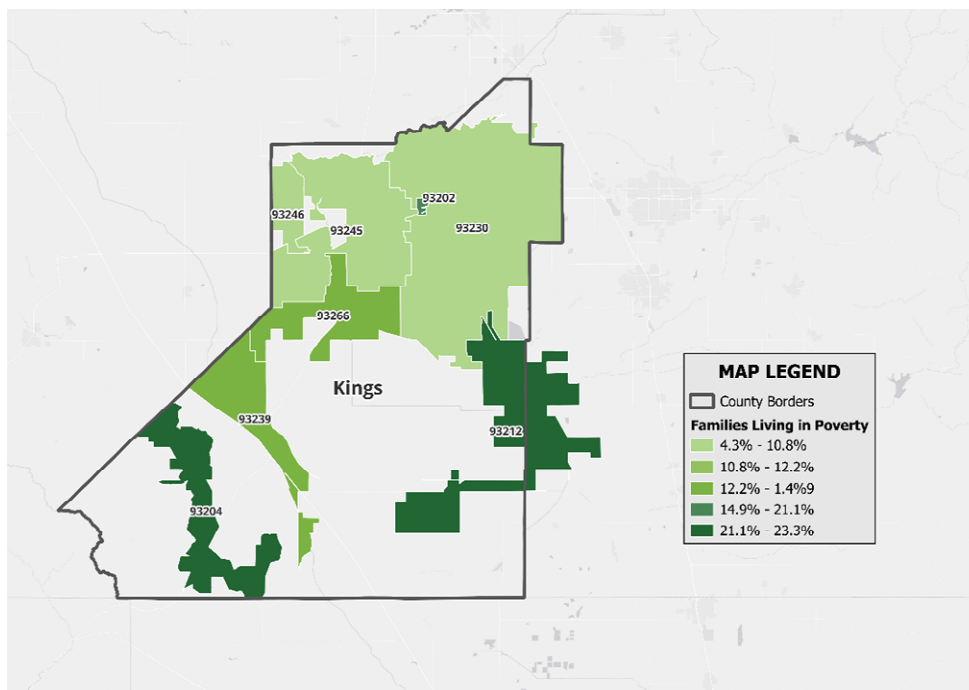 93202
93246
93230
93245
93266
Kings
93239
93212
93204
MAP LEGEND
County Borders
Families Living in Poverty
4.3% - 10.8%
10.8% - 12.2%
12.2% - 1.4%9
14.9% - 21.1%
21.1% - 23.3%